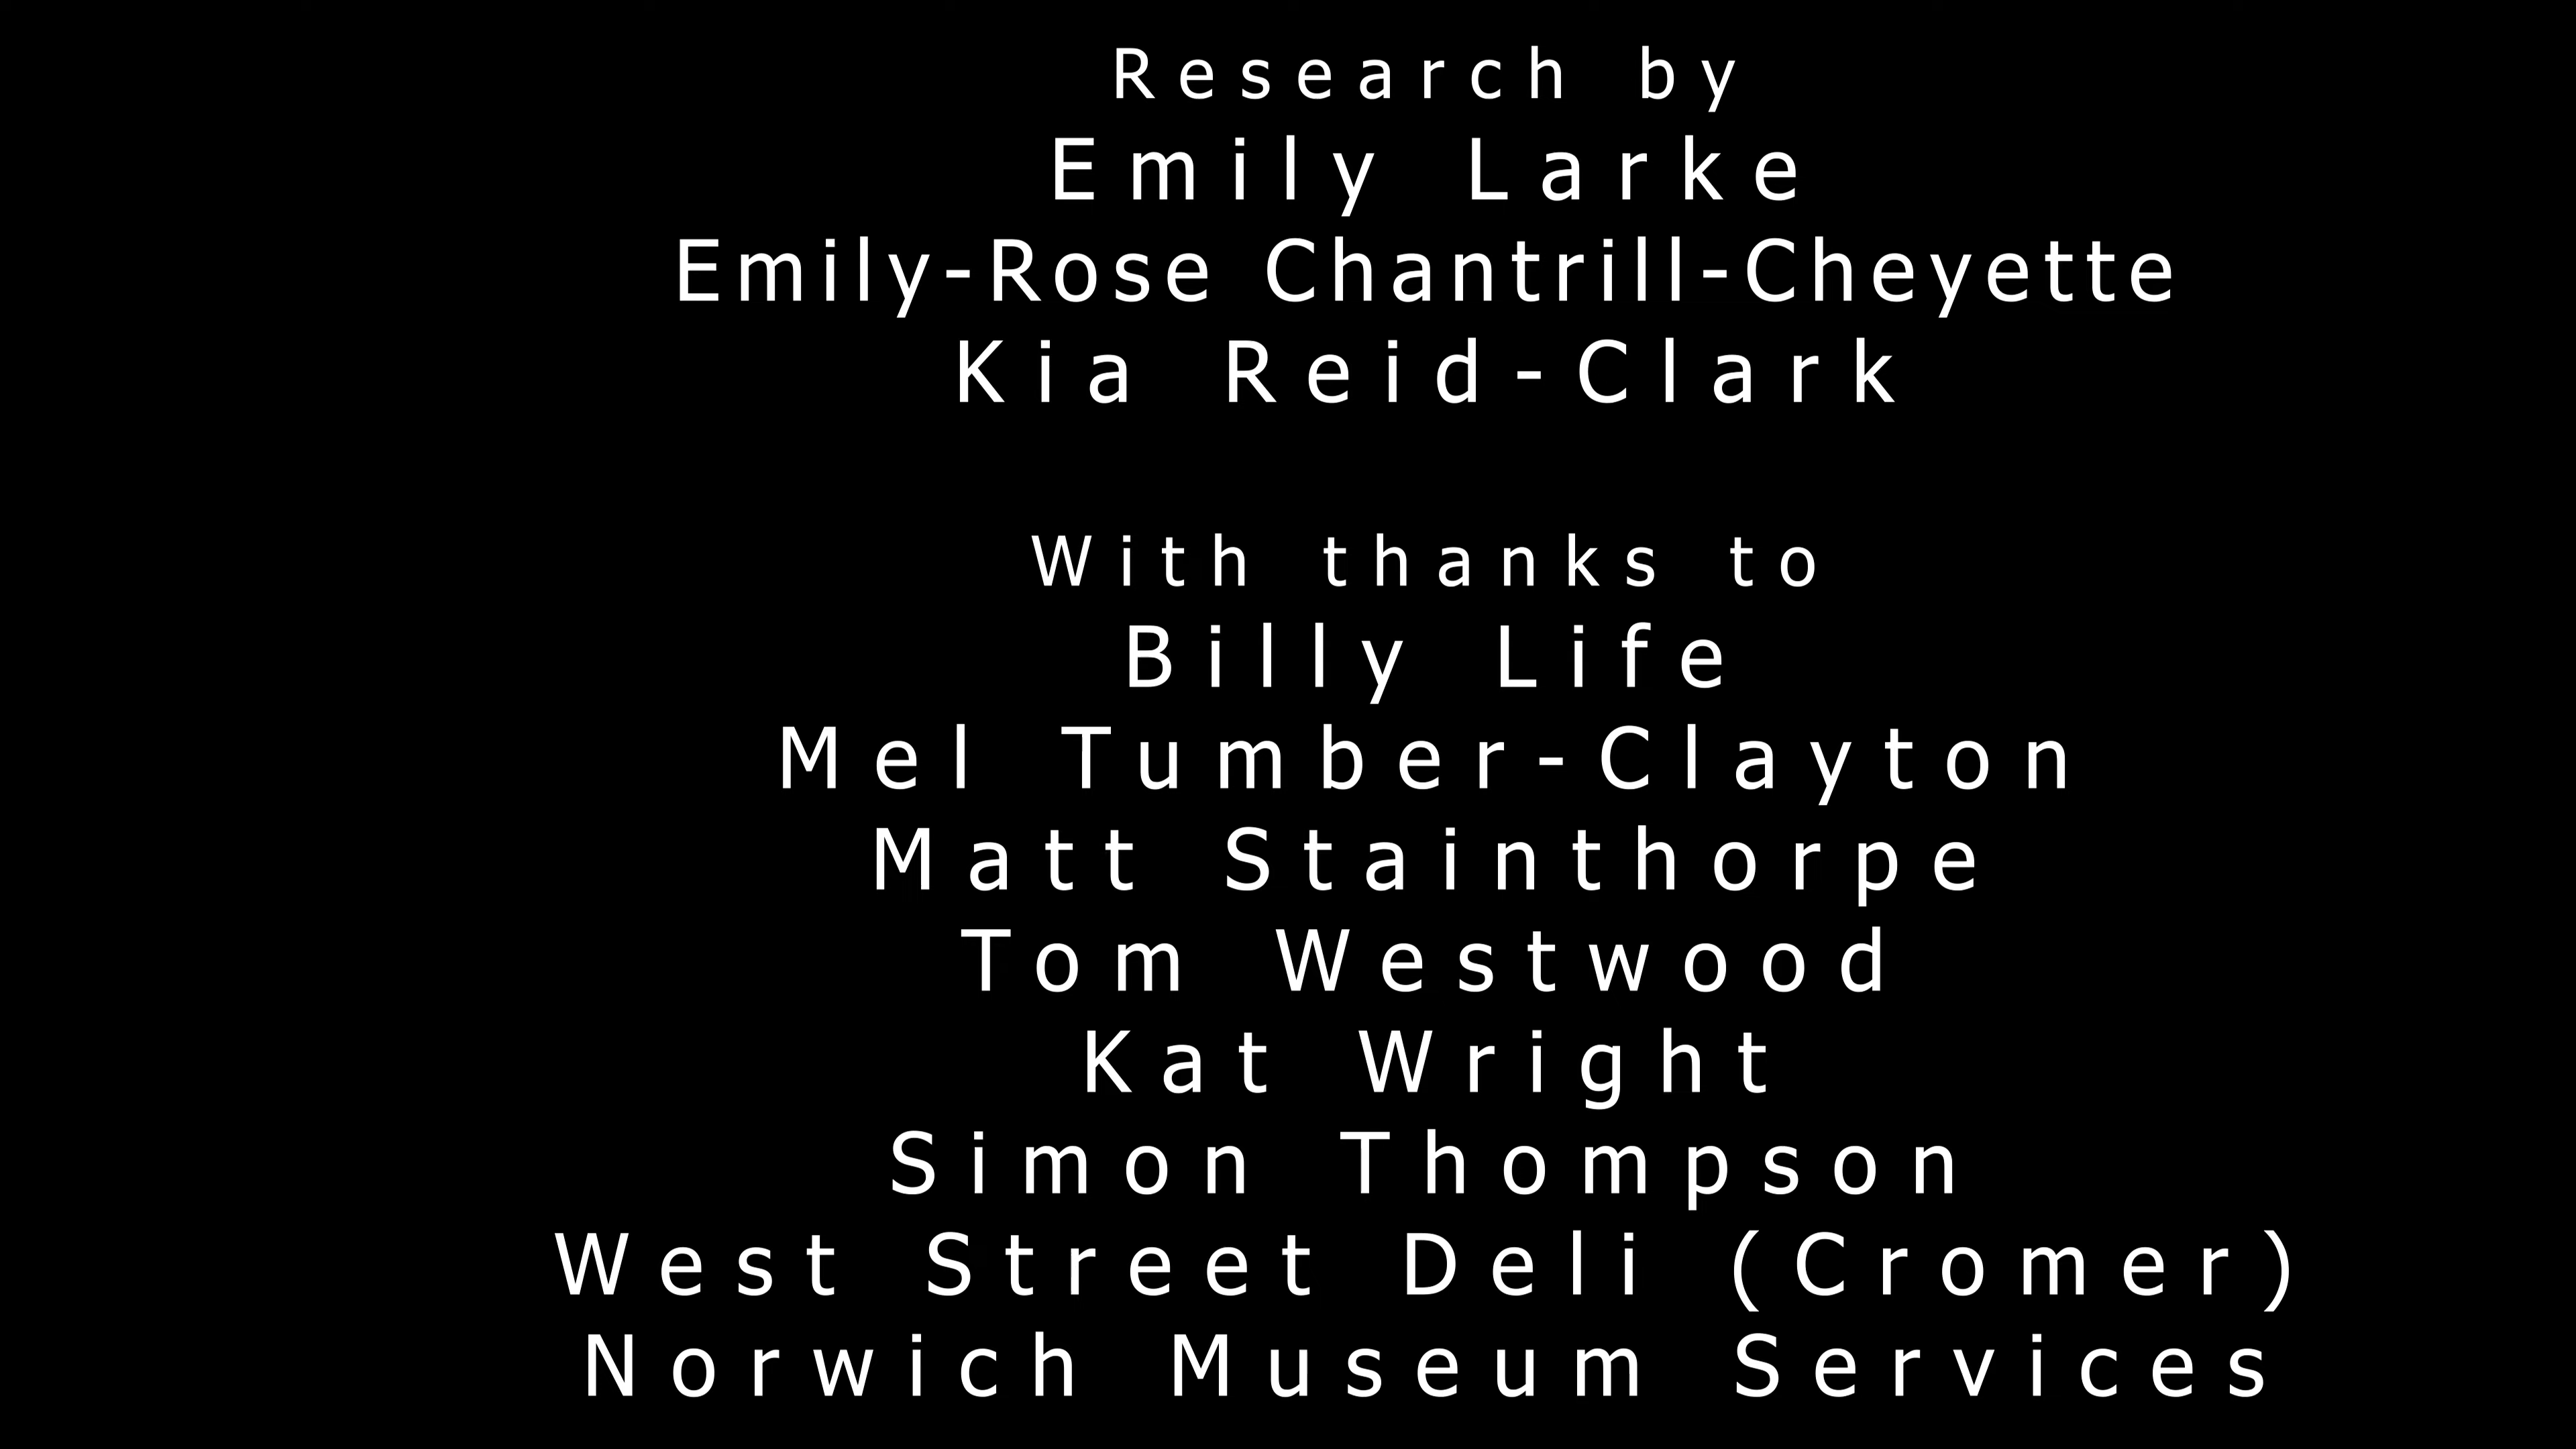 Research by
Emily Larke
Emily-Rose Chantrill-Cheyette
Kia Reid-Clark
With thanks to
Billy Life
Mel Tumber-Clayton
Matt Stainthorpe
Tom Westwood
Kat Wright
Simon Thompson
West Street Deli (Cromer)
Norwich Museum Services